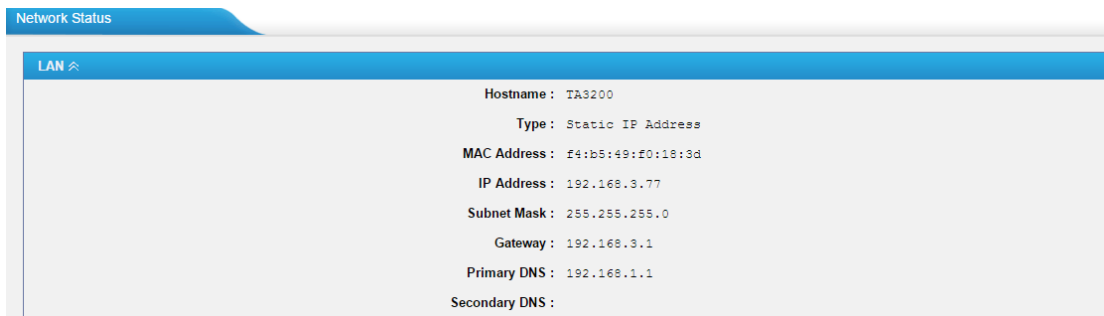 Network Status
LAN
Hostname : TA3200
Type : Static IP Address
MAC Address : f4:b5:49:f0:18:3d
IP Address : 192.168.3.77
Subnet Mask : 255.255.255.0
Gateway : 192.168.3.1
Primary DNS : 192.168.1.1
Secondary DNS :